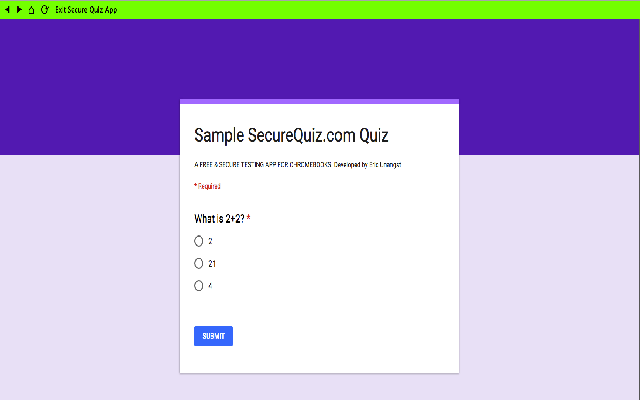 Exit Secure Quiz App
Sample SecureQuiz.com Quiz
A FREE & SECURE TESTING APP FOR CHROMEBOOKS. Developed by Eric Lnangst
* Required
What is 2+2? *
2
21
4
SUBMIT